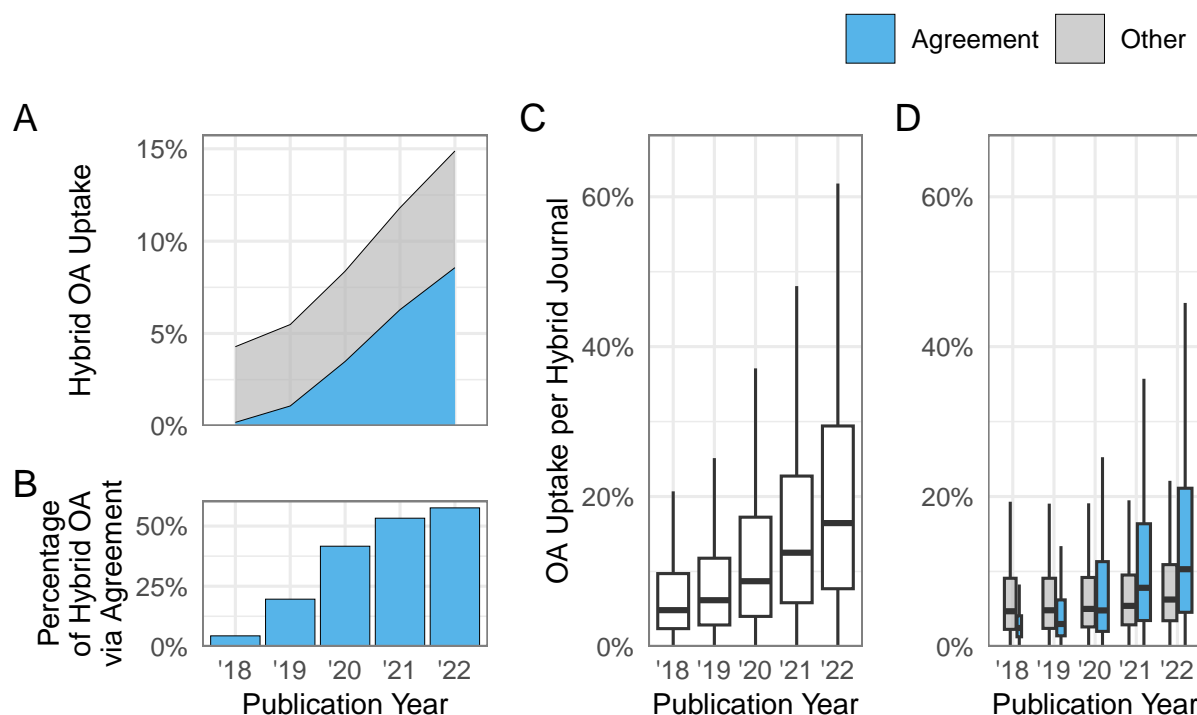 Agreement
Other
A
15%
10%
5%
0%
Hybrid OA Uptake
B
50%
25%
0%
Percentage
of Hybrid OA
via Agreement
'18 '19 '20 '21 '22
Publication Year
C
60%
40%
20%
0%
OA Uptake per Hybrid Journal
'18 '19 '20 '21 '22
Publication Year
D
60%
40%
20%
0%
'18 '19 '20 '21 '22
Publication Year